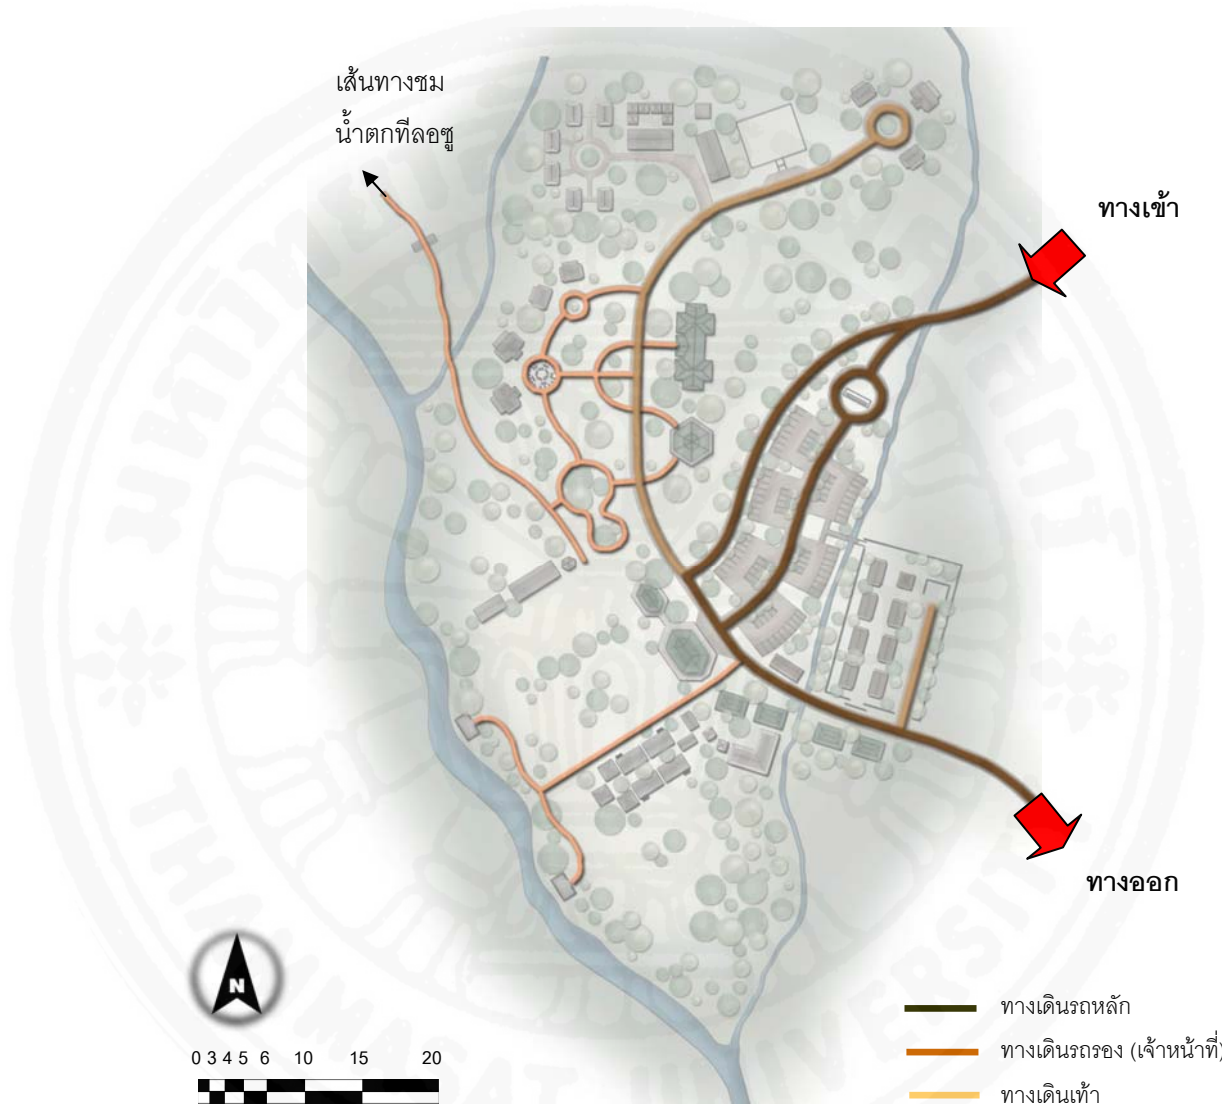 เส้นทางชม
น้ำตกทีลอซู
ทางเข้า
ทางออก
N
0 3 4 5 6 10 15 20
ทางเดินรถหลัก
ทางเดินรถรอง (เจ้าหน้าที่)
ทางเดินเท้า
THAMMASAT UNIVERSITY